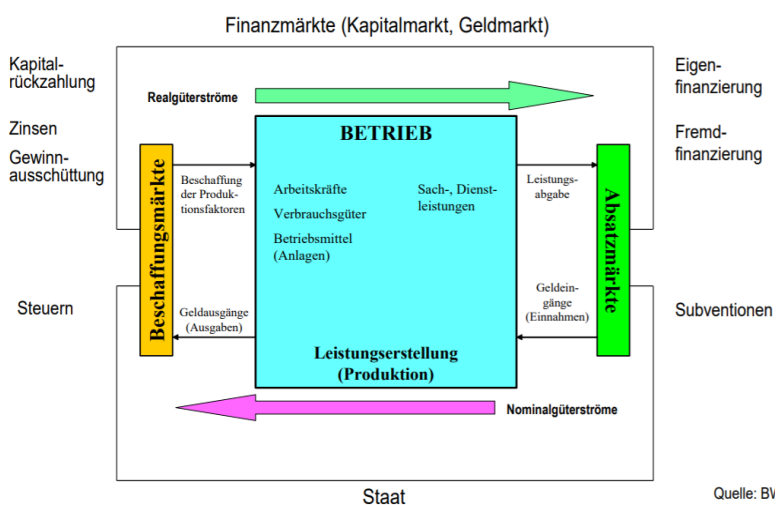 Finanzmärkte (Kapitalmarkt, Geldmarkt)
Kapital-
rückzahlung
Zinsen
Gewinn-
ausschüttung
Steuern
Realgüterströme
Beschaffungsmärkte
Beschaffung
der Produk-
tionsfaktoren
Geldausgänge
(Ausgaben)
BETRIEB
Arbeitskräfte
Verbrauchsgüter
Betriebsmittel
(Anlagen)
Sach-, Dienst-
leistungen
Leistungserstellung
(Produktion)
Leistungs-
abgabe
Geldein-
gänge
(Einnahmen)
Absatzmärkte
Eigen-
finanzierung
Fremd-
finanzierung
Subventionen
Nominalgüterströme
Staat
Quelle: